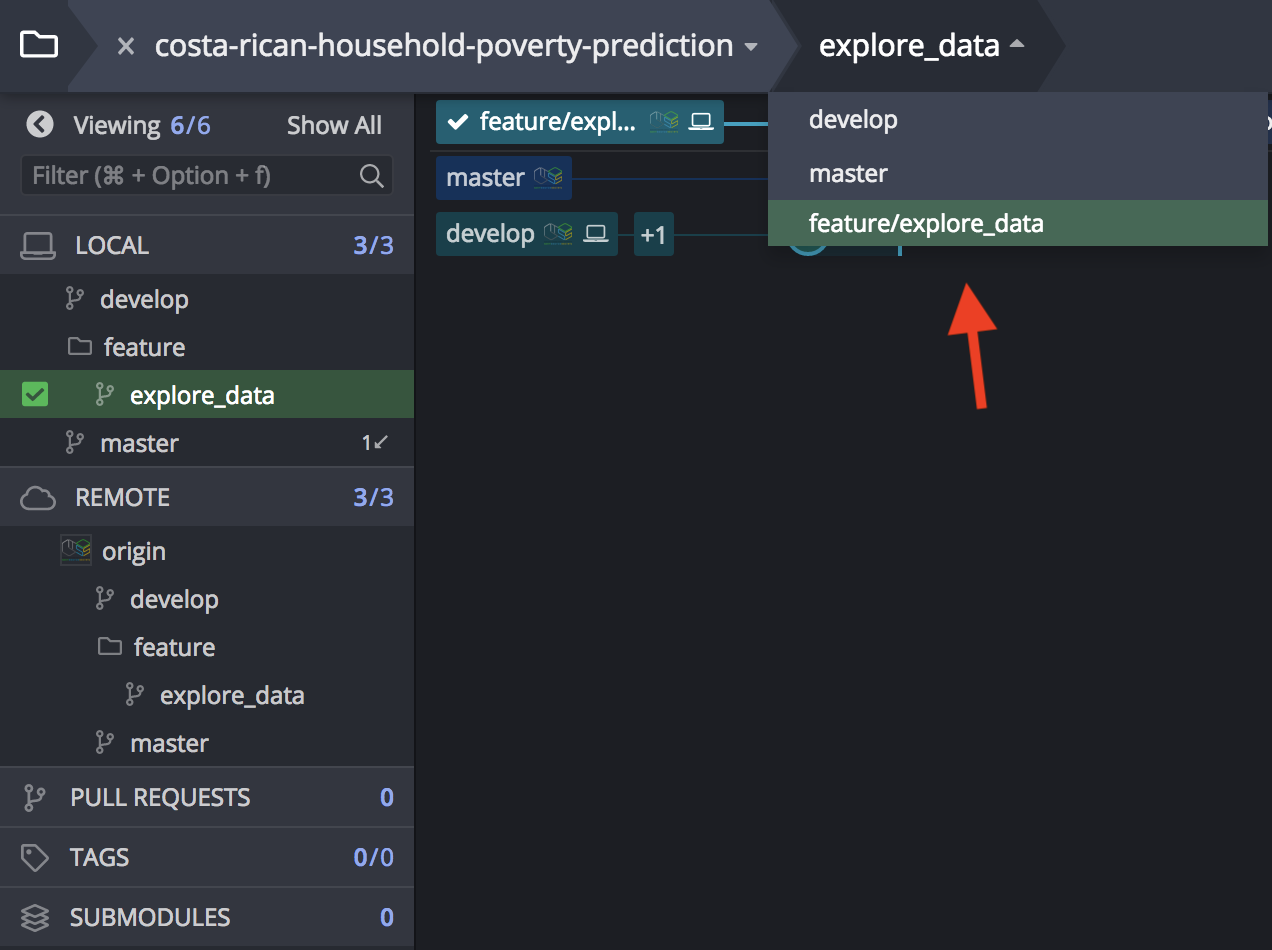 costa-rican-household-poverty-prediction
explore_data
Viewing 6/6 Show All
Filter (⌘ + Option + f)
LOCAL 3/3
develop
feature
explore_data
master 1↙
REMOTE 3/3
origin
develop
feature
explore_data
master
PULL REQUESTS 0
TAGS 0/0
SUBMODULES 0
feature/expl...
master
develop +1
develop
master
feature/explore_data